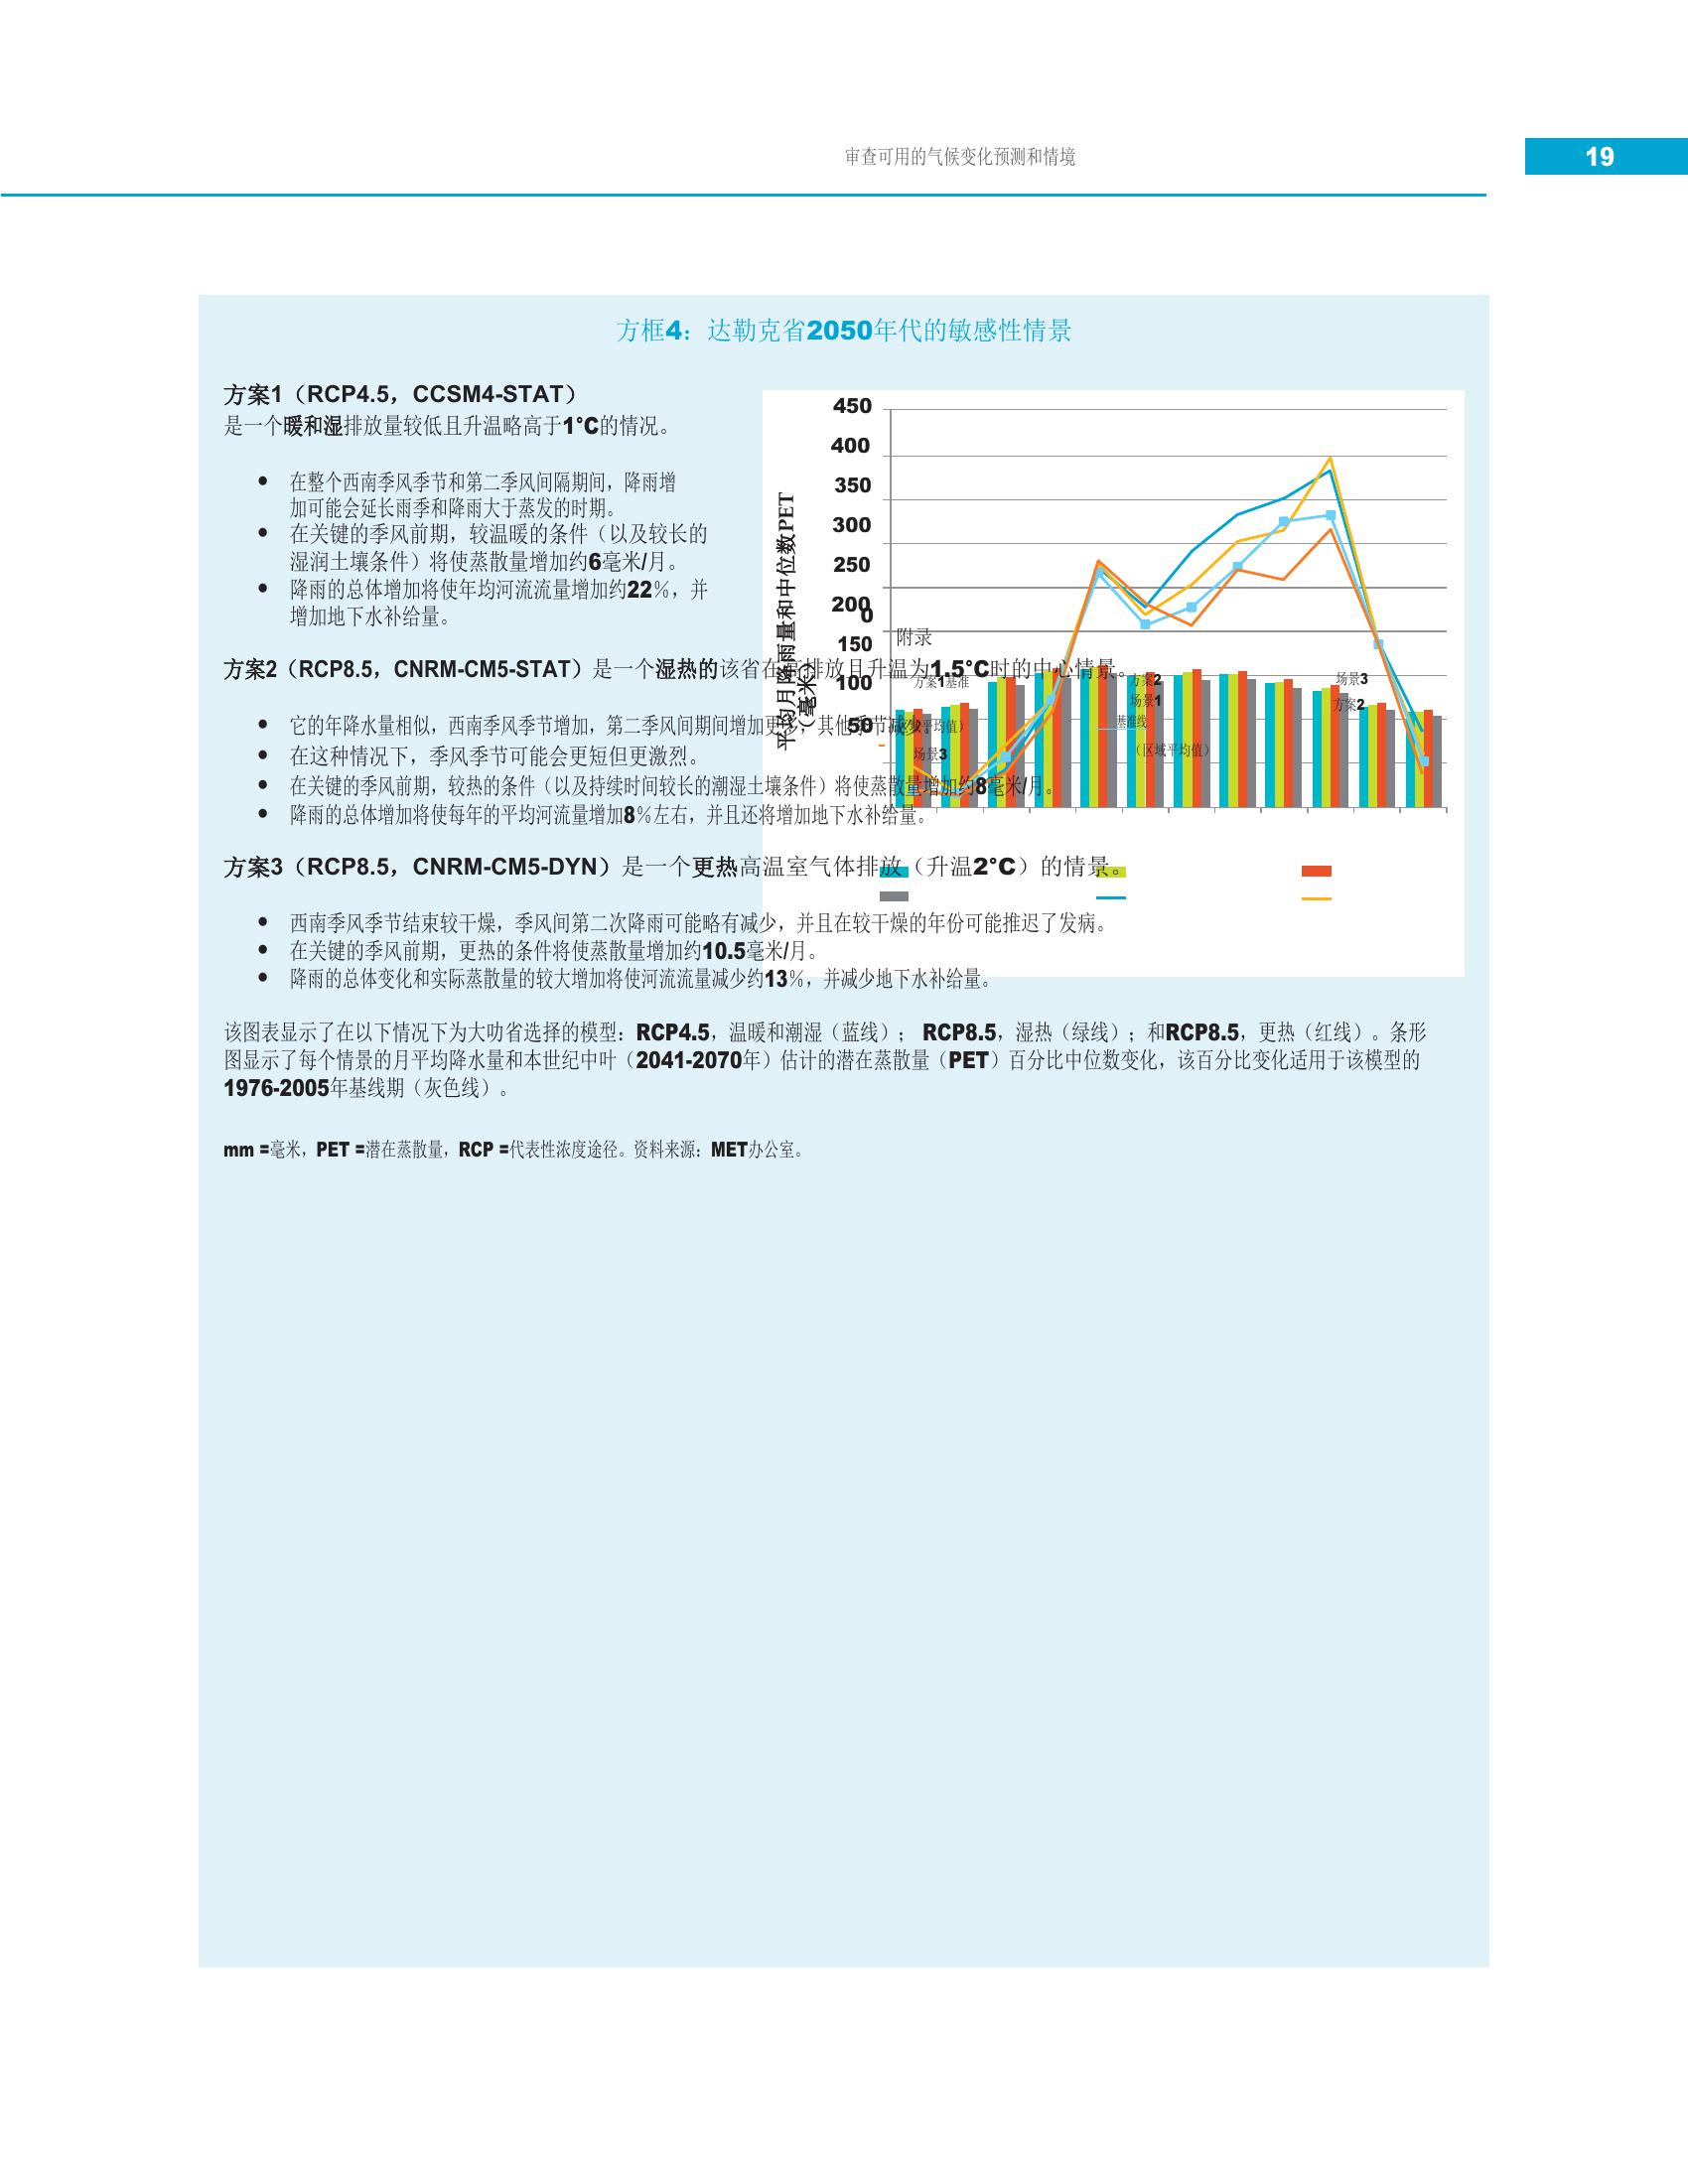 审查可用的气候变化预测和情境
19
方框4：达勒克省2050年代的敏感性情景
方案1（RCP4.5，CCSM4-STAT）
是一个暖和湿排放量较低且升温略高于1°C的情况。
● 在整个西南季风季节和第二季风间隔期间，降雨增
加可能会延长雨季和降雨大于蒸发的时期。
● 在关键的季风前期，较温暖的条件（以及较长的
湿润土壤条件）将使蒸散量增加约6毫米/月。
● 降雨的总体增加将使年均河流流量增加约22％，并
增加地下水补给量。
平均月降雨量和中位数PET
（毫米）
450
400
350
300
250
200
0
150
100
50
附录
方案1基准
方案2
场景1
基准线
（区域平均值）
场景3
方案2
场景3
方案2（RCP8.5，CNRM-CM5-STAT）是一个湿热的该省在高排放且升温为1.5°C时的中心情景。
● 它的年降水量相似，西南季风季节增加，第二季风间期间增加更多，其他季节减少。
● 在这种情况下，季风季节可能会更短但更激烈。
● 在关键的季风前期，较热的条件（以及持续时间较长的潮湿土壤条件）将使蒸散量增加约8毫米/月。
● 降雨的总体增加将使每年的平均河流量增加8％左右，并且还将增加地下水补给量。
方案3（RCP8.5，CNRM-CM5-DYN）是一个更热高温室气体排放（升温2°C）的情景。
● 西南季风季节结束较干燥，季风间第二次降雨可能略有减少，并且在较干燥的年份可能推迟了发病。
● 在关键的季风前期，更热的条件将使蒸散量增加约10.5毫米/月。
● 降雨的总体变化和实际蒸散量的较大增加将使河流流量减少约13％，并减少地下水补给量。
该图表显示了在以下情况下为大叻省选择的模型：RCP4.5，温暖和潮湿（蓝线）； RCP8.5，湿热（绿线）；和RCP8.5，更热（红线）。条形
图显示了每个情景的月平均降水量和本世纪中叶（2041-2070年）估计的潜在蒸散量（PET）百分比中位数变化，该百分比变化适用于该模型的
1976-2005年基线期（灰色线）。
mm =毫米，PET =潜在蒸散量，RCP =代表性浓度途径。资料来源：MET办公室。